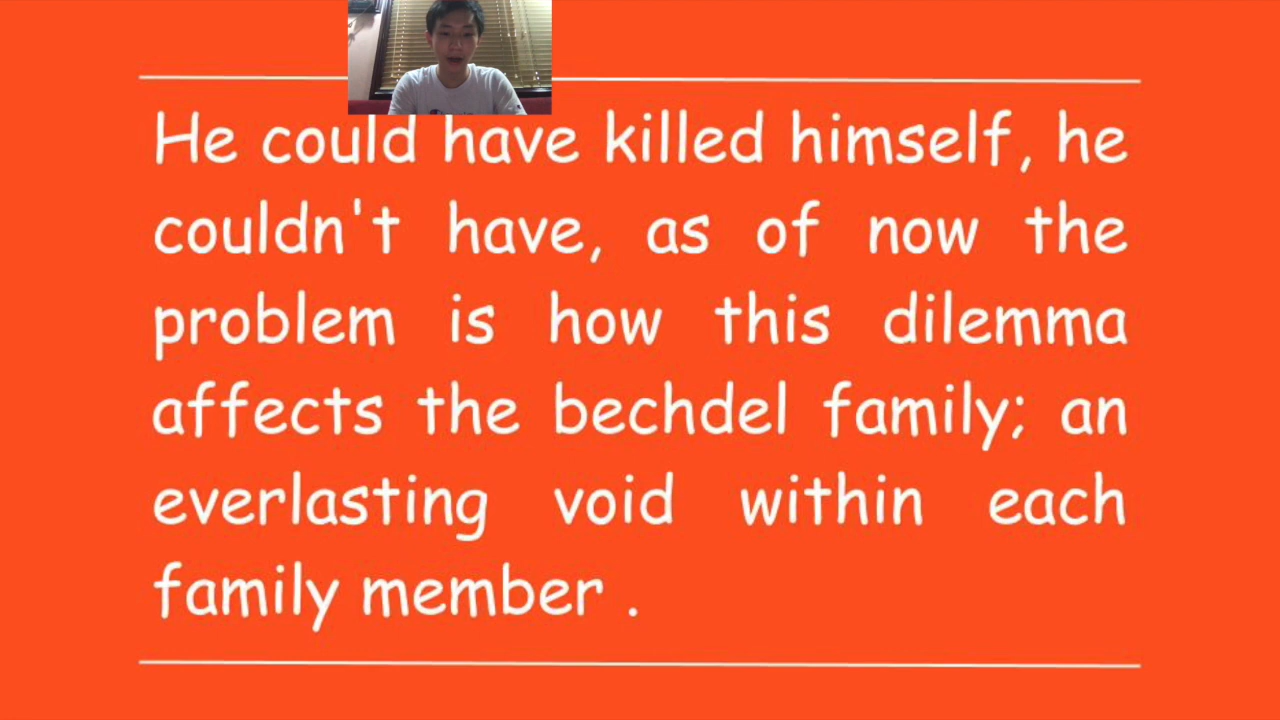 He could have killed himself, he
couldn't have, as of now the
problem is how this dilemma
affects the bechdel family; an
everlasting void within each
family member .